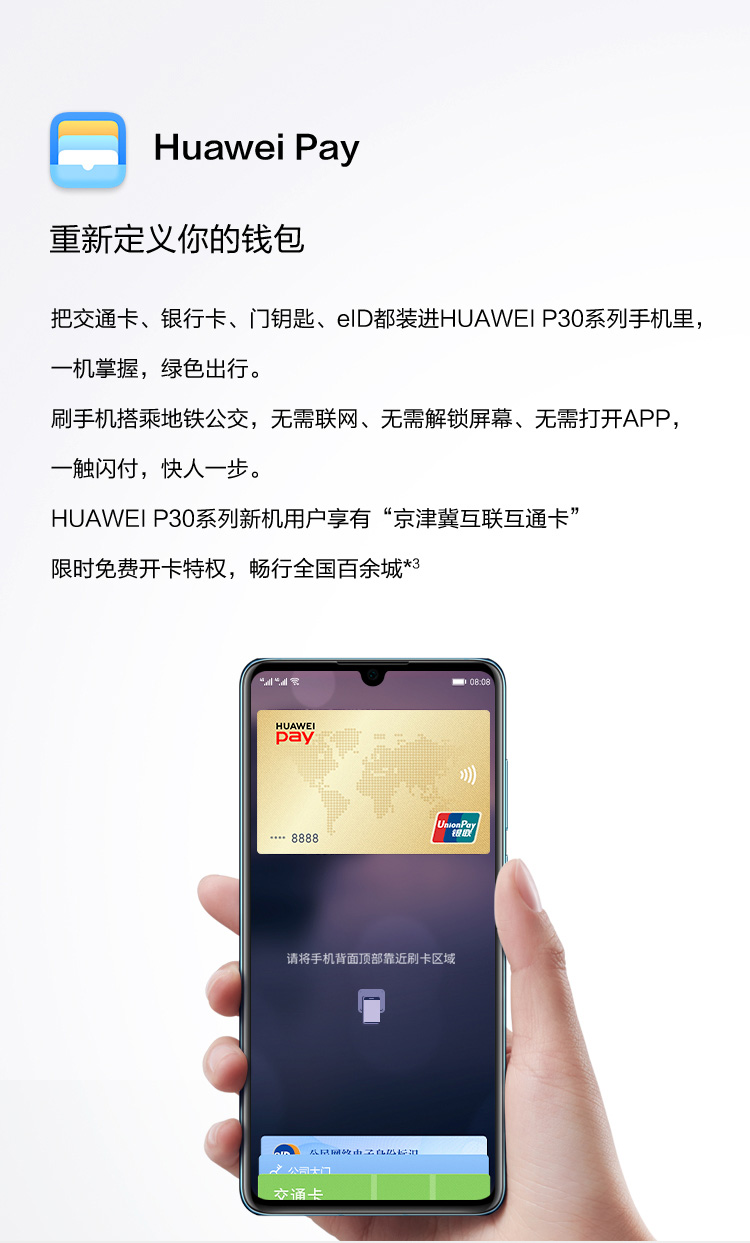 Huawei Pay
重新定义你的钱包
把交通卡、银行卡、门钥匙、eID都装进HUAWEI P30系列手机里，
一机掌握，绿色出行。
刷手机搭乘地铁公交，无需联网、无需解锁屏幕、无需打开APP，
一触闪付，快人一步。
HUAWEI P30系列新机用户享有“京津冀互联互通卡”
限时免费开卡特权，畅行全国百余城*3
08:08
HUAWEI
pay
UnionPay
银联
•••• 8888
请将手机背面顶部靠近刷卡区域
eID 公民网络电子身份标识
公司大门
交通卡